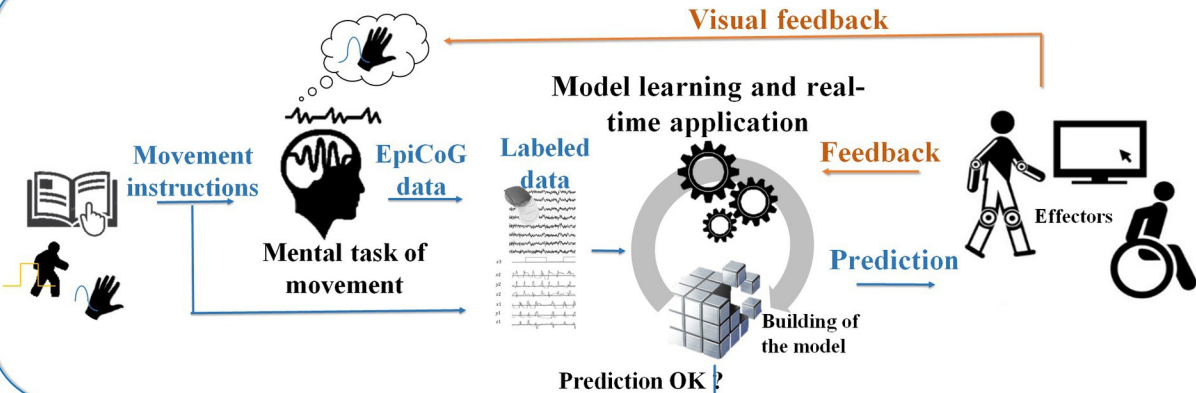 Visual feedback
Model learning and real-
time application
Movement
instructions
EpiCoG
data
Labeled
data
Feedback
Effectors
Mental task of
movement
Prediction
Building of
the model
Prediction OK ?